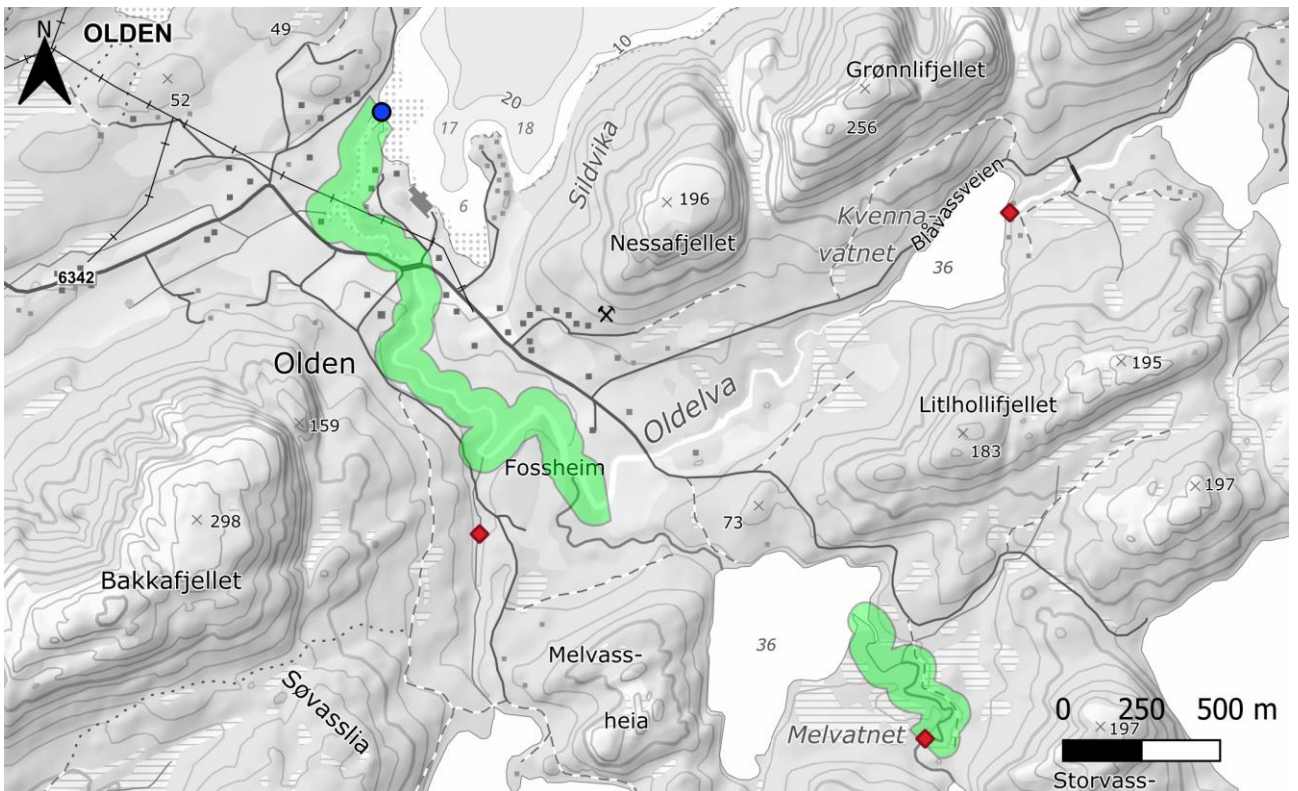 N
OLDEN
49
52
10
20
17
18
6
Sildvika
Grønnlifjellet
256
196
Nessafjellet
Kvenna-
vatnet
Blåvassveien
36
6342
Olden
159
Oldelva
195
Litlhollifjellet
183
197
Fossheim
73
298
Bakkafjellet
36
Melvass-
heia
Søvasslia
Melvatnet
0 250 500 m
197
Storvass-